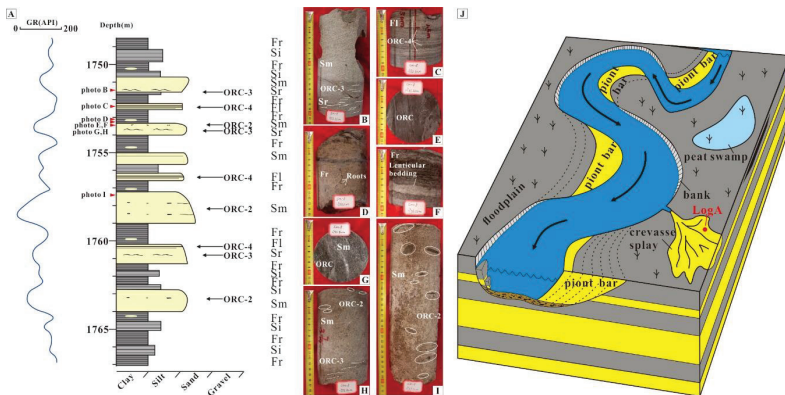 A
GR(API)
0 200
Depth(m)
1750
1755
1760
1765
photo B
photo C
photo D
photo E,F
photo G,H
photo I
ORC-3
ORC-4
ORC-3
ORC-3
ORC-4
ORC-2
ORC-4
ORC-3
ORC-2
Clay
Silt
Sand
Gravel
Fr
Si
Fr
Si
Sm
Sr
Fr
Fl
Fr
Sm
Sr
Sm
Fl
Fr
Sm
Fr
Fl
Sr
Fr
Si
Fr
Si
Sm
Fr
Si
Fr
Si
Fr
Sm
ORC-3
Sr
B
Fl
ORC-4
C
Fr
Roots
D
ORC
E
Fr
Lenticular
bedding
F
Sm
ORC
G
ORC-2
Sm
ORC-3
H
Sm
ORC-2
I
J
piont bar
piont
bar
piont bar
peat swamp
floodplain
bank
LogA
crevasse
splay
piont bar